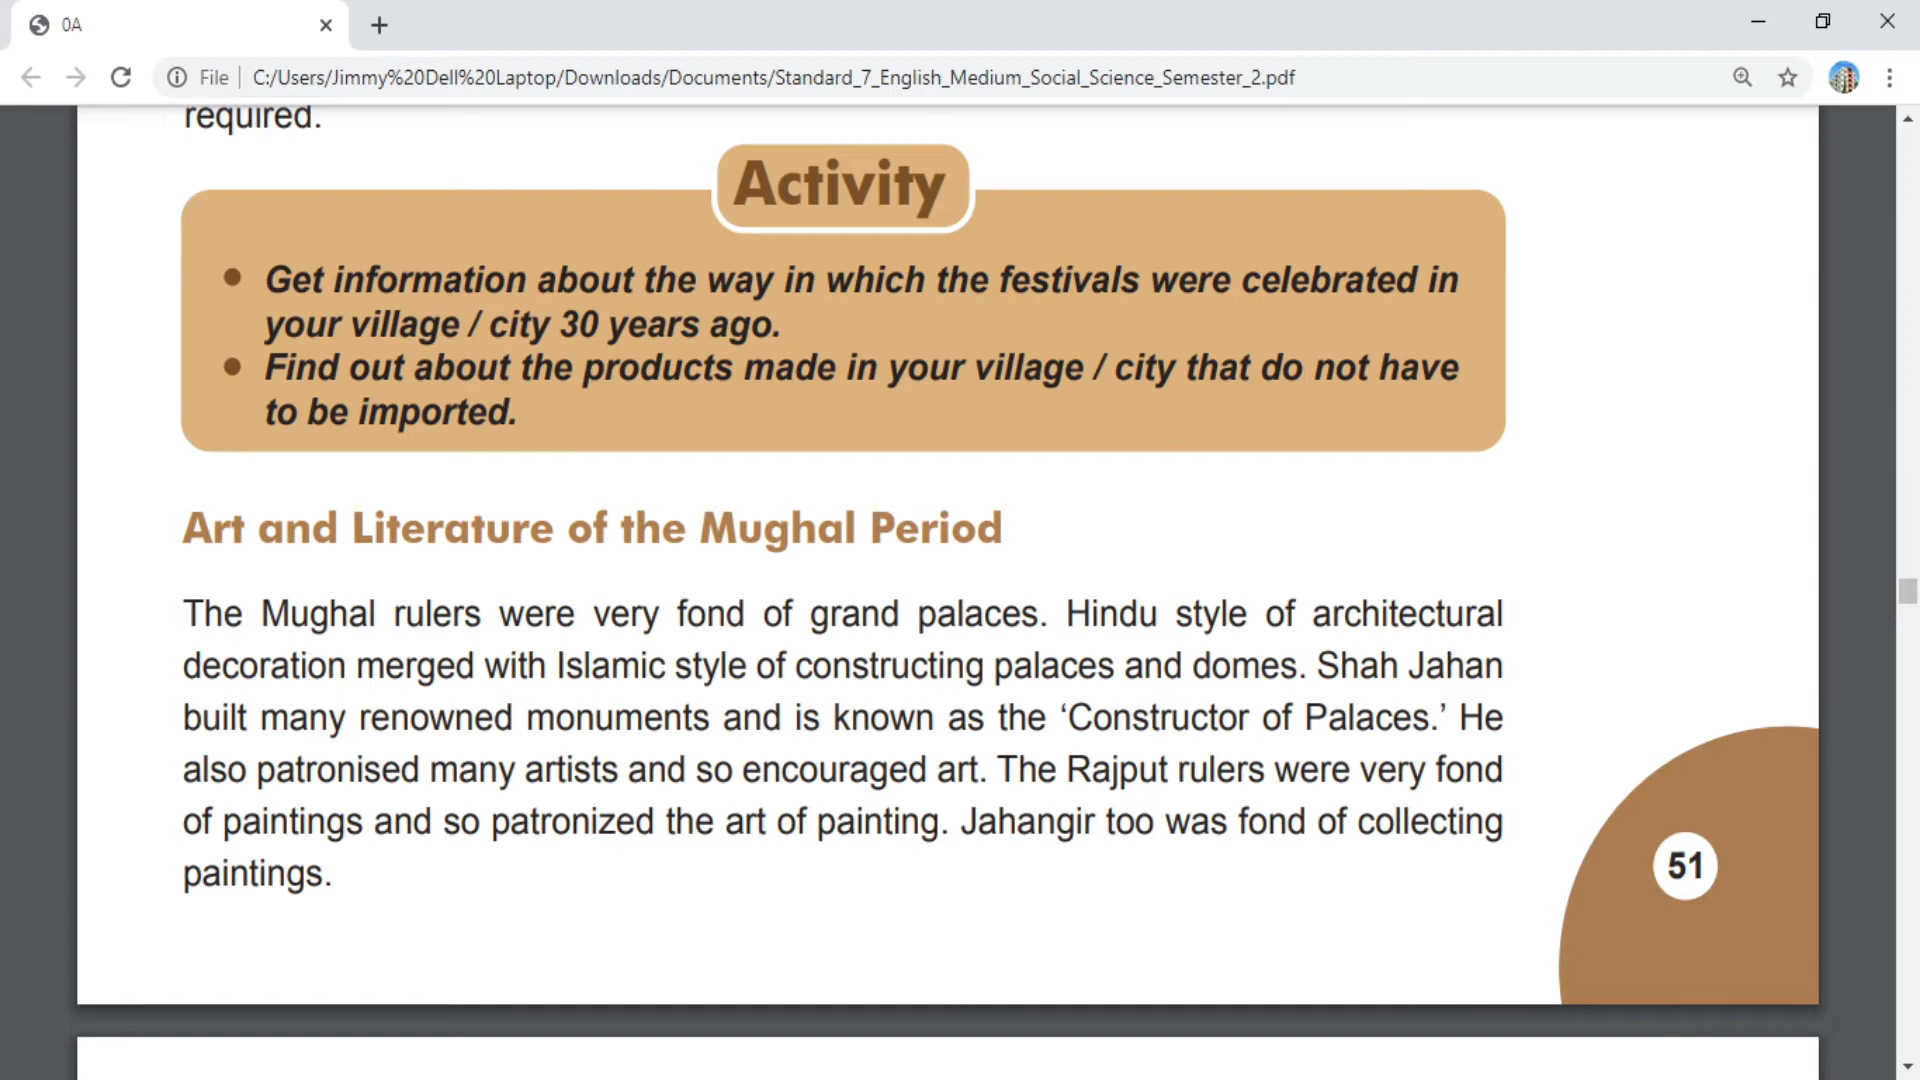 0A
File
C:/Users/Jimmy%20Dell%20Laptop/Downloads/Documents/Standard_7_English_Medium_Social_Science_Semester_2.pdf
required.
Activity
• Get information about the way in which the festivals were celebrated in
your village / city 30 years ago.
• Find out about the products made in your village / city that do not have
to be imported.
Art and Literature of the Mughal Period
The Mughal rulers were very fond of grand palaces. Hindu style of architectural
decoration merged with Islamic style of constructing palaces and domes. Shah Jahan
built many renowned monuments and is known as the ‘Constructor of Palaces.’ He
also patronised many artists and so encouraged art. The Rajput rulers were very fond
of paintings and so patronized the art of painting. Jahangir too was fond of collecting
paintings.
51